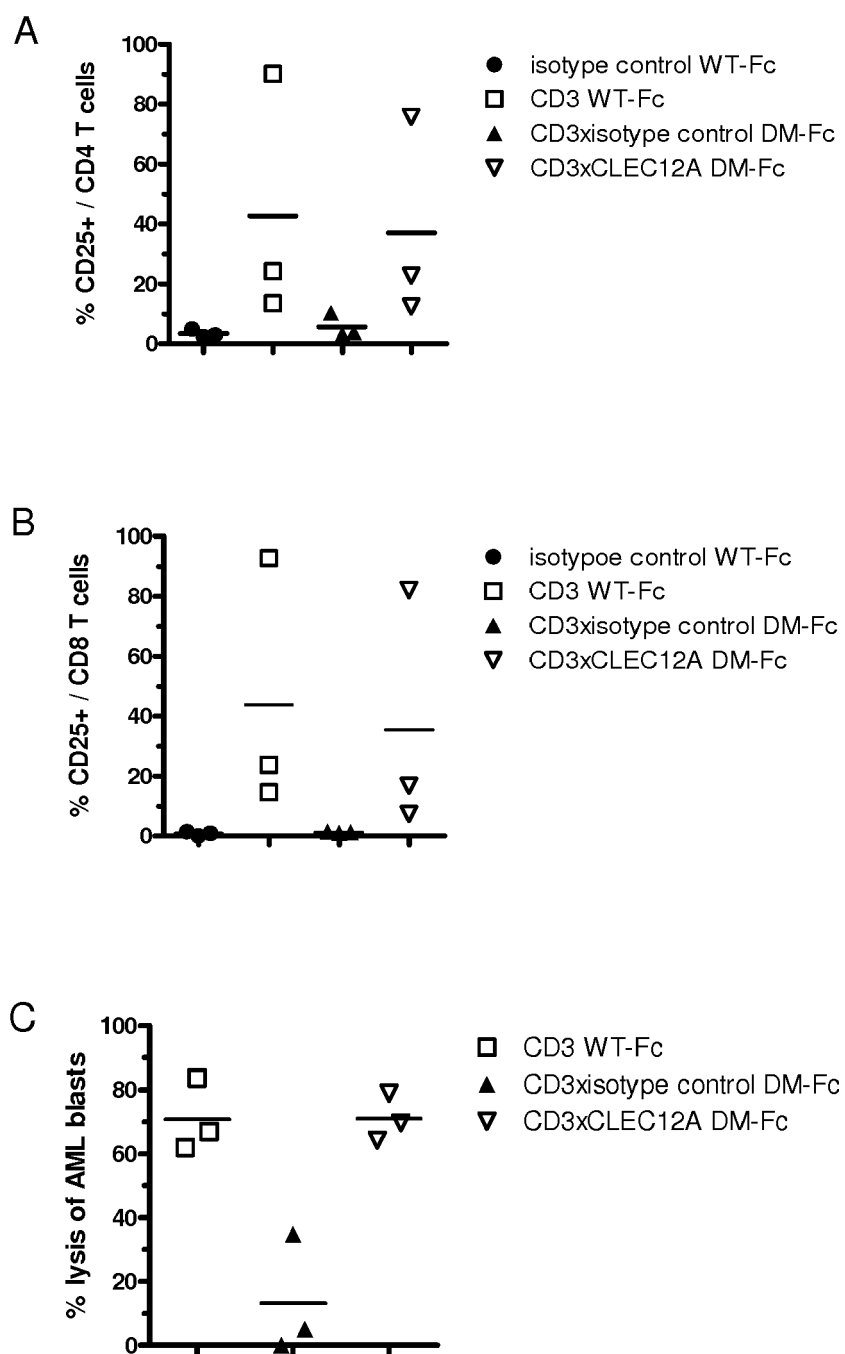 A
% CD25+ / CD4 T cells
100
80
60
40
20
0
isotype control WT-Fc
CD3 WT-Fc
CD3xisotype control DM-Fc
CD3xCLEC12A DM-Fc
B
% CD25+ / CD8 T cells
100
80
60
40
20
0
isotypoe control WT-Fc
CD3 WT-Fc
CD3xisotype control DM-Fc
CD3xCLEC12A DM-Fc
C
% lysis of AML blasts
100
80
60
40
20
0
CD3 WT-Fc
CD3xisotype control DM-Fc
CD3xCLEC12A DM-Fc